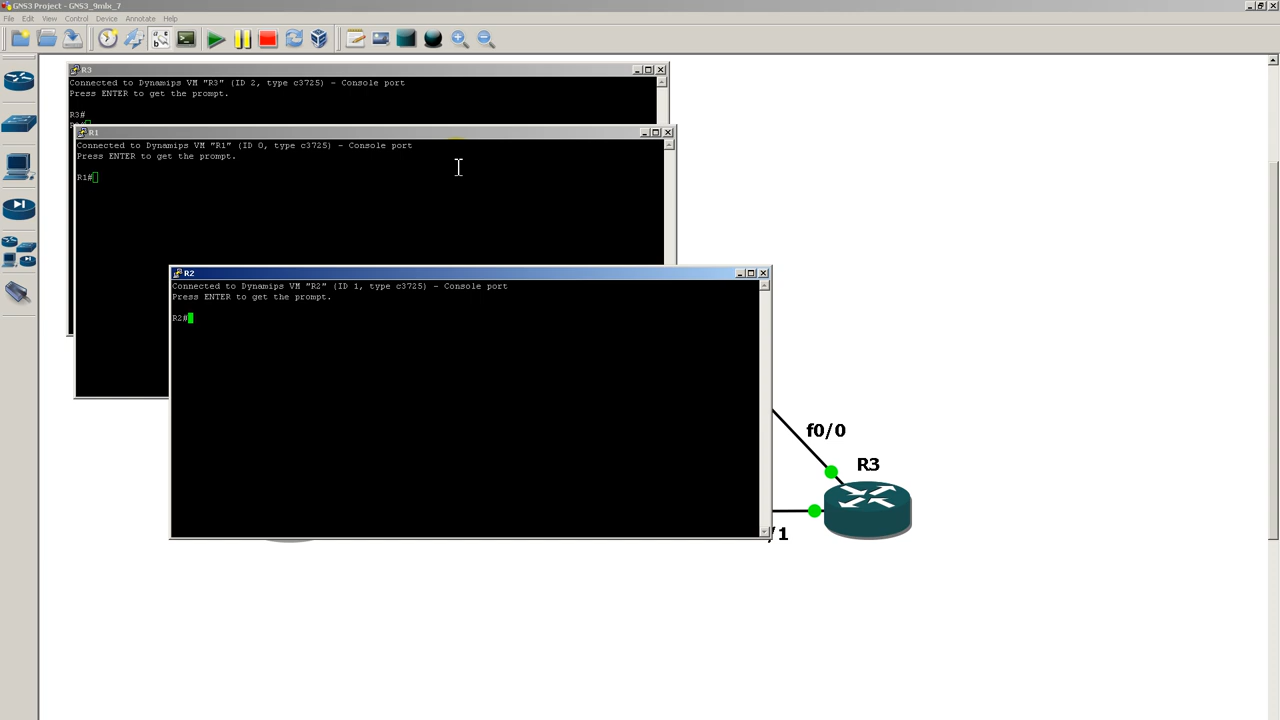 GNS3 Project - GNS3_9mlx_7
File Edit View Control Device Annotate Help
R3
Connected to Dynamips VM "R3" (ID 2, type c3725) - Console port
Press ENTER to get the prompt.
R3#
R1
Connected to Dynamips VM "R1" (ID 0, type c3725) - Console port
Press ENTER to get the prompt.
R1#
R2
Connected to Dynamips VM "R2" (ID 1, type c3725) - Console port
Press ENTER to get the prompt.
R2#
f0/0
R3
/1